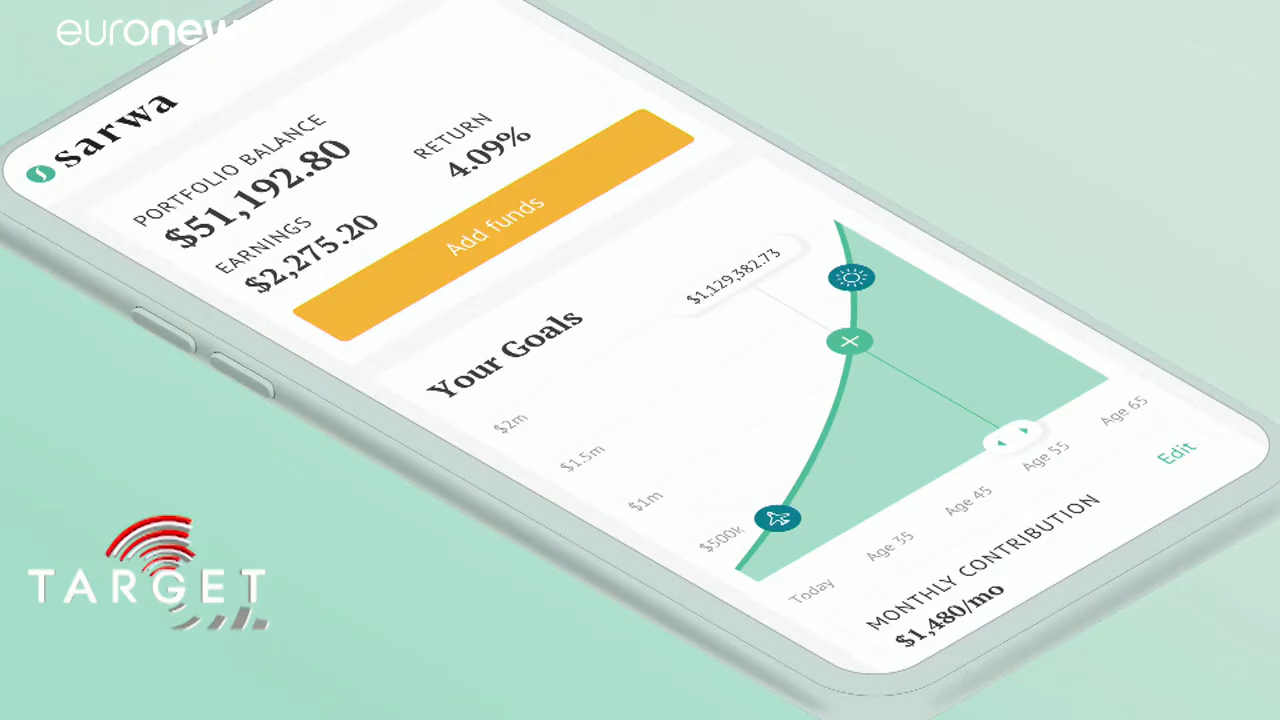 euronews.
sarwa
PORTFOLIO BALANCE
$51,192.80
RETURN
4.09%
EARNINGS
$2,275.20
Add funds
Your Goals
$1,129,382.73
$2m
$1.5m
$1m
$500k
Today
Age 35
Age 45
Age 55
Age 65
Edit
MONTHLY CONTRIBUTION
$1,480/mo
TARGET